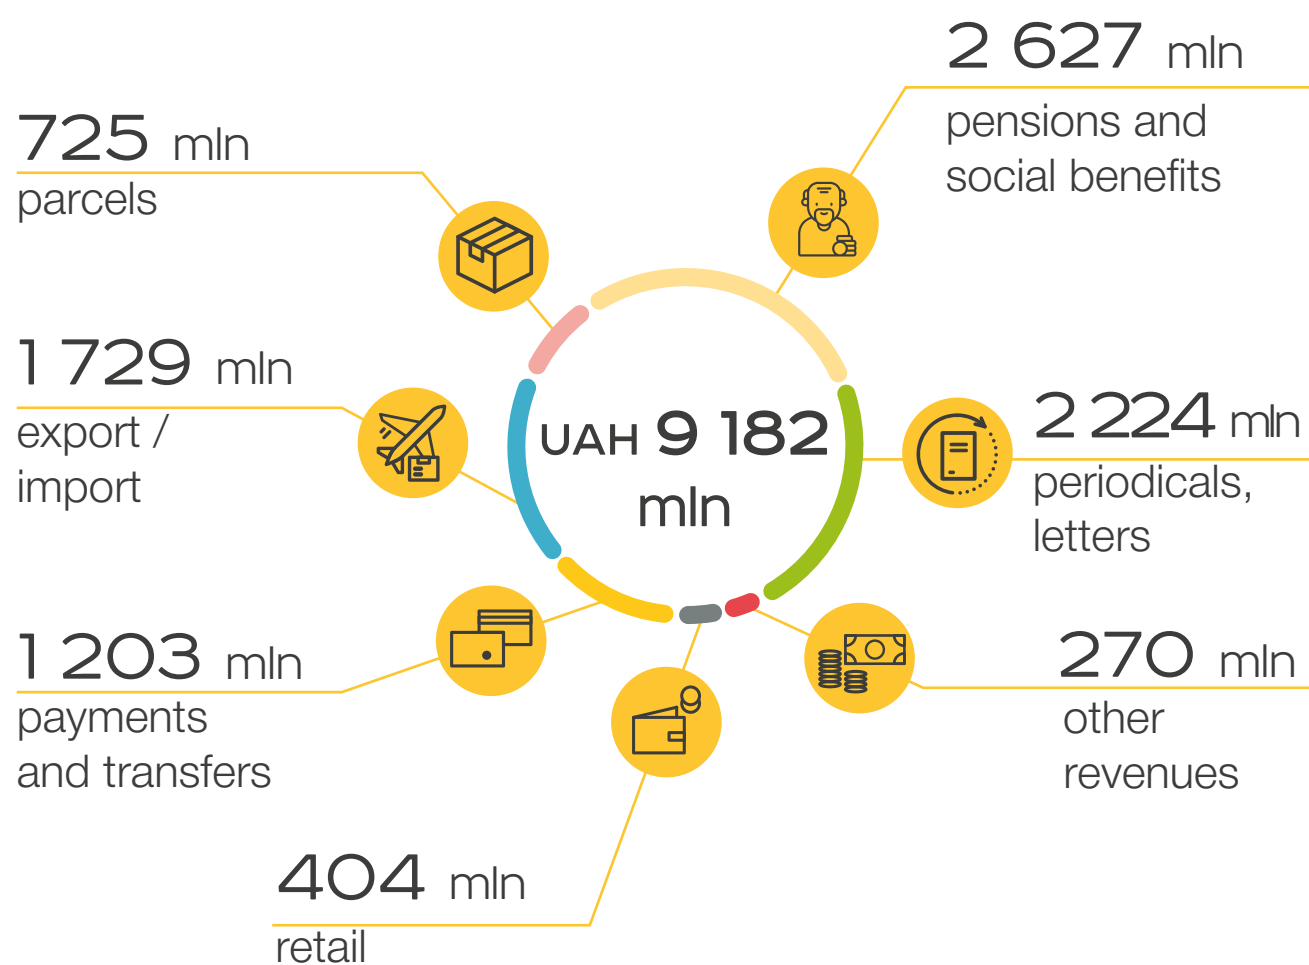 2 627 mln
pensions and
social benefits
725 mln
parcels
1 729 mln
export /
import
UAH 9 182
mln
2 224 mln
periodicals,
letters
1 203 mln
payments
and transfers
270 mln
other
revenues
404 mln
retail